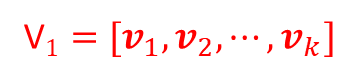 V₁ = [𝒗₁, 𝒗₂, ⋯, 𝒗ₖ]